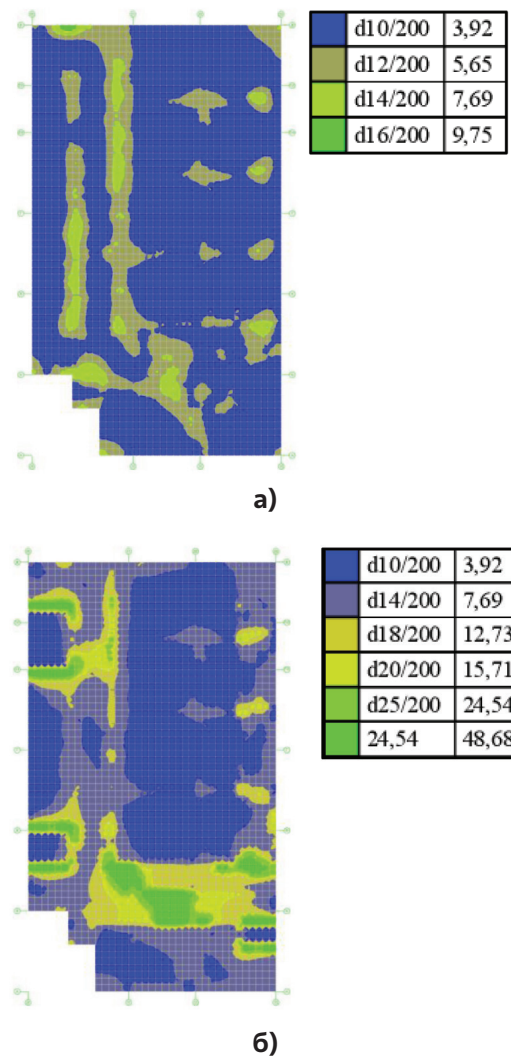 d10/200 3,92
d12/200 5,65
d14/200 7,69
d16/200 9,75
а)
d10/200 3,92
d14/200 7,69
d18/200 12,73
d20/200 15,71
d25/200 24,54
24,54 48,68
б)